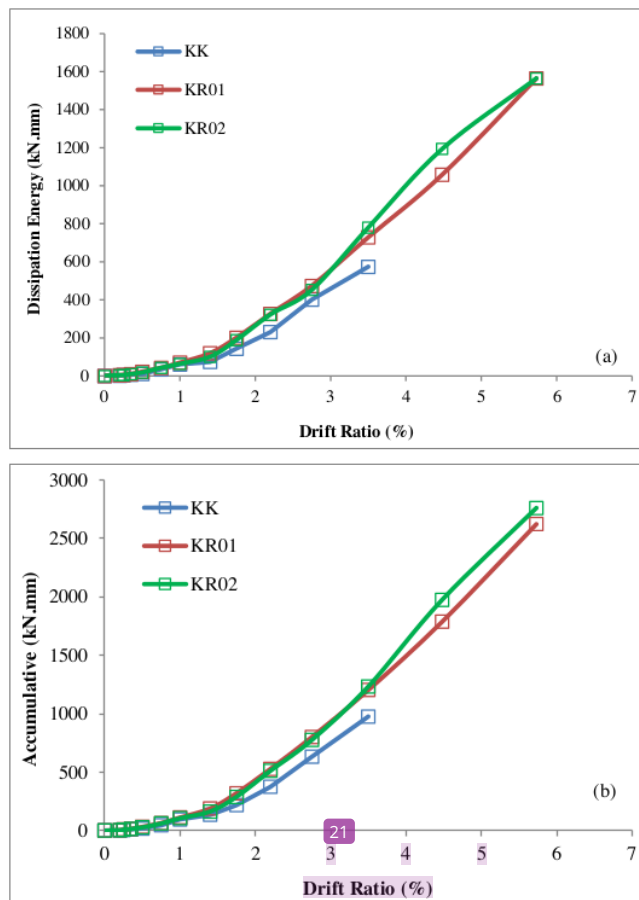 1800
1600
1400
1200
1000
800
600
400
200
0
Dissipation Energy (kN.mm)
KK
KR01
KR02
(a)
0 1 2 3 4 5 6 7
Drift Ratio (%)
3000
2500
2000
1500
1000
500
0
Accumulative (kN.mm)
KK
KR01
KR02
(b)
21
0 1 2 3 4 5 6 7
Drift Ratio (%)